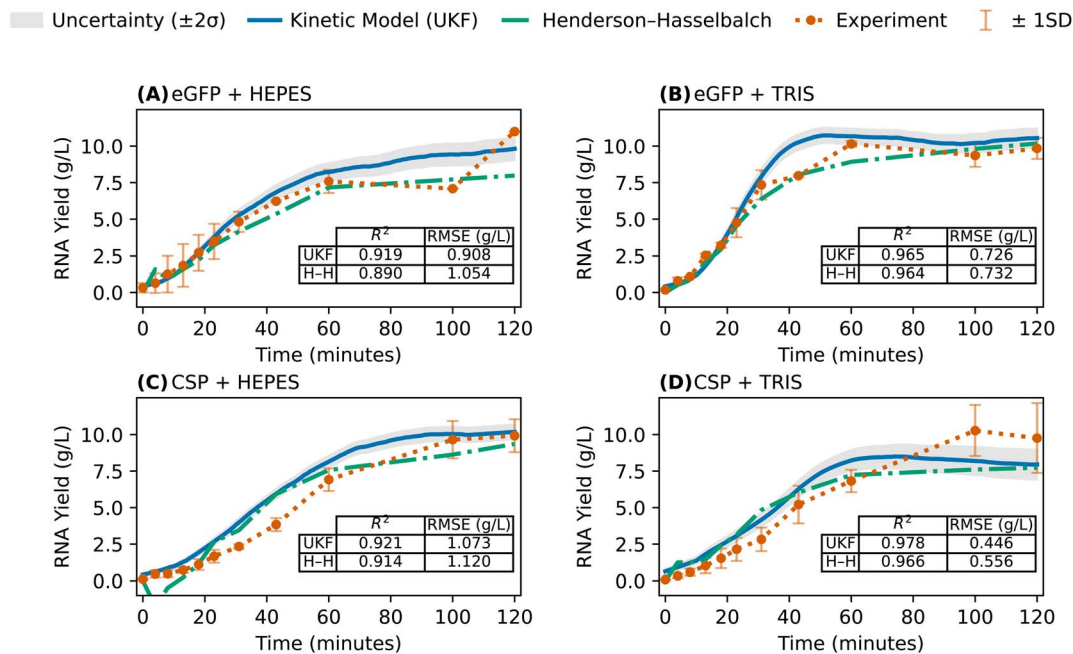 Uncertainty (±2σ) Kinetic Model (UKF) Henderson–Hasselbalch Experiment ± 1SD
(A) eGFP + HEPES
RNA Yield (g/L)
10.0
7.5
5.0
2.5
0.0
R² RMSE (g/L)
UKF 0.919 0.908
H–H 0.890 1.054
0 20 40 60 80 100 120
Time (minutes)
(B) eGFP + TRIS
RNA Yield (g/L)
10.0
7.5
5.0
2.5
0.0
R² RMSE (g/L)
UKF 0.965 0.726
H–H 0.964 0.732
0 20 40 60 80 100 120
Time (minutes)
(C) CSP + HEPES
RNA Yield (g/L)
10.0
7.5
5.0
2.5
0.0
R² RMSE (g/L)
UKF 0.921 1.073
H–H 0.914 1.120
0 20 40 60 80 100 120
Time (minutes)
(D) CSP + TRIS
RNA Yield (g/L)
10.0
7.5
5.0
2.5
0.0
R² RMSE (g/L)
UKF 0.978 0.446
H–H 0.966 0.556
0 20 40 60 80 100 120
Time (minutes)